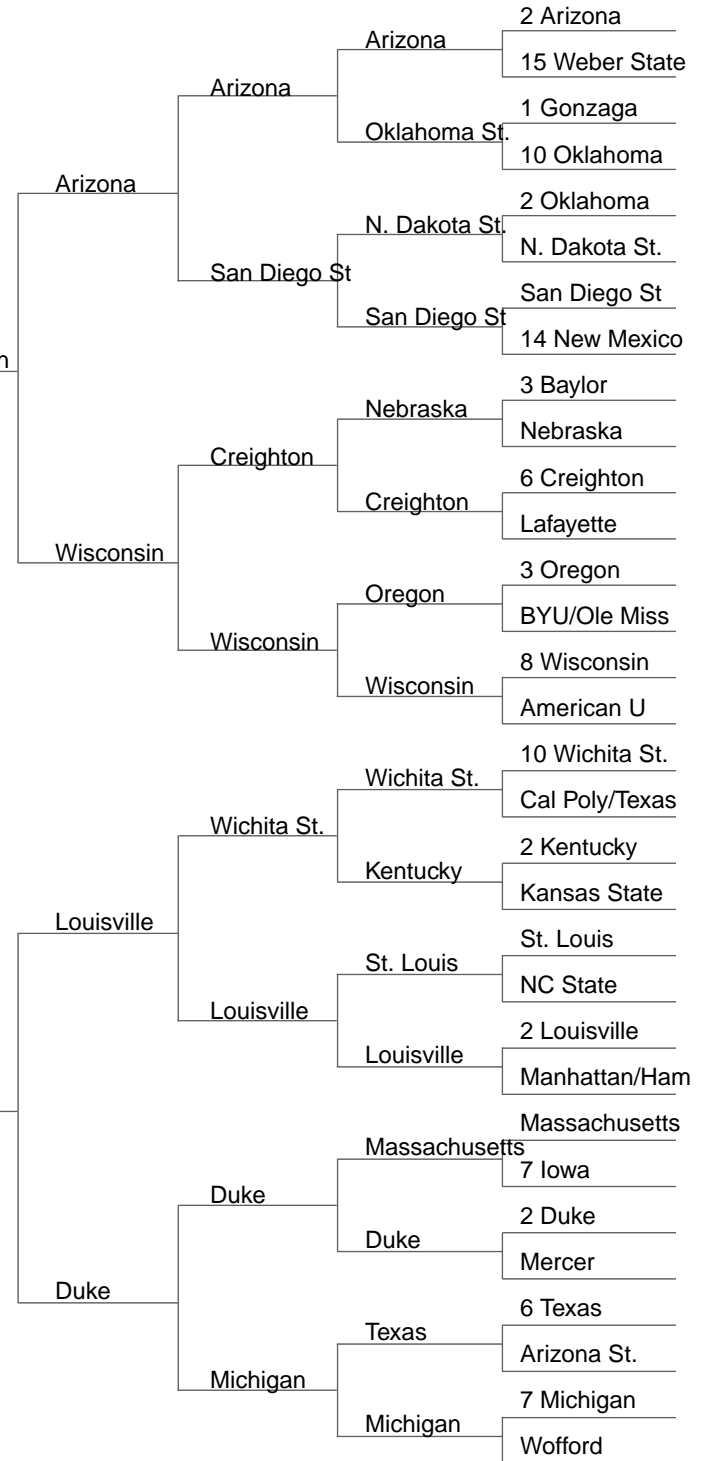 2 Arizona
Arizona
15 Weber State
Arizona
1 Gonzaga
Oklahoma St.
10 Oklahoma
Arizona
2 Oklahoma
N. Dakota St.
N. Dakota St.
San Diego St
San Diego St
San Diego St
14 New Mexico
n
3 Baylor
Nebraska
Nebraska
Creighton
6 Creighton
Creighton
Lafayette
Wisconsin
3 Oregon
Oregon
BYU/Ole Miss
Wisconsin
8 Wisconsin
Wisconsin
American U
10 Wichita St.
Wichita St.
Cal Poly/Texas
Wichita St.
2 Kentucky
Kentucky
Kansas State
Louisville
St. Louis
St. Louis
NC State
Louisville
2 Louisville
Louisville
Manhattan/Ham
Massachusetts
Massachusetts
7 Iowa
Duke
2 Duke
Duke
Mercer
Duke
6 Texas
Texas
Arizona St.
Michigan
7 Michigan
Michigan
Wofford